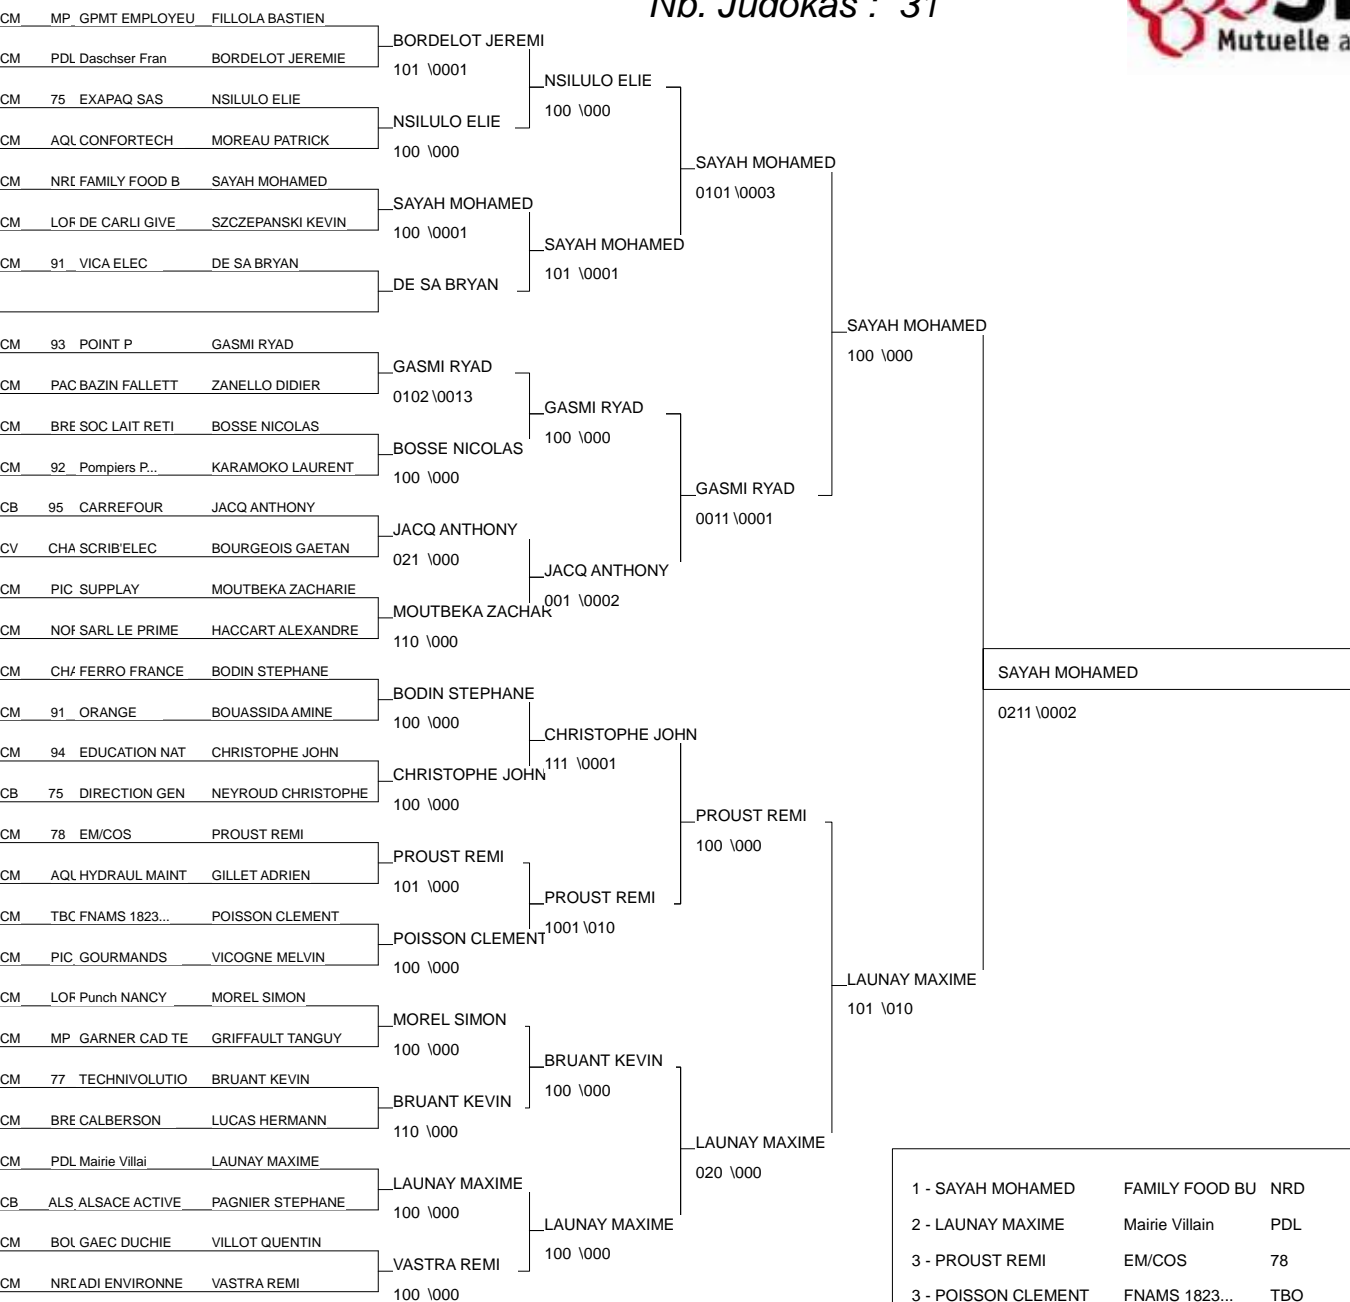 Nb. Judokas : 31
Mutuelle a
CM MP GPMT EMPLOYEU FILLOLA BASTIEN
BORDELOT JEREMI
CM PDL Daschser Fran BORDELOT JEREMIE
101 \0001
NSILULO ELIE
CM 75 EXAPAQ SAS NSILULO ELIE
100 \000
NSILULO ELIE
CM AQU CONFORTECH MOREAU PATRICK
100 \000
SAYAH MOHAMED
CM NRD FAMILY FOOD B SAYAH MOHAMED
0101 \0003
SAYAH MOHAMED
CM LOR DE CARLI GIVE SZCZEPANSKI KEVIN
100 \0001
SAYAH MOHAMED
CM 91 VICA ELEC DE SA BRYAN
101 \0001
DE SA BRYAN
SAYAH MOHAMED
CM 93 POINT P GASMI RYAD
100 \000
GASMI RYAD
CM PAC BAZIN FALLETT ZANELLO DIDIER
0102 \0013
GASMI RYAD
CM BRE SOC LAIT RETI BOSSE NICOLAS
100 \000
BOSSE NICOLAS
CM 92 Pompiers P... KARAMOKO LAURENT
100 \000
GASMI RYAD
CB 95 CARREFOUR JACQ ANTHONY
0011 \0001
JACQ ANTHONY
CV CHA SCRIB'ELEC BOURGEOIS GAETAN
021 \000
JACQ ANTHONY
CM PIC SUPPLAY MOUTBEKA ZACHARIE
001 \0002
MOUTBEKA ZACHAR
CM NOR SARL LE PRIME HACCART ALEXANDRE
110 \000
CM CHA FERRO FRANCE BODIN STEPHANE
SAYAH MOHAMED
BODIN STEPHANE
CM 91 ORANGE BOUASSIDA AMINE
0211 \0002
100 \000
CHRISTOPHE JOHN
CM 94 EDUCATION NAT CHRISTOPHE JOHN
111 \0001
CHRISTOPHE JOHN
CB 75 DIRECTION GEN NEYROUD CHRISTOPHE
100 \000
PROUST REMI
CM 78 EM/COS PROUST REMI
100 \000
PROUST REMI
CM AQU HYDRAUL MAINT GILLET ADRIEN
101 \000
PROUST REMI
CM TBO FNAMS 1823... POISSON CLEMENT
1001 \010
POISSON CLEMENT
CM PIC GOURMANDS VICOGNE MELVIN
100 \000
LAUNAY MAXIME
CM LOR Punch NANCY MOREL SIMON
101 \010
MOREL SIMON
CM MP GARNER CAD TE GRIFFAULT TANGUY
100 \000
BRUANT KEVIN
CM 77 TECHNIVOLUTIO BRUANT KEVIN
100 \000
BRUANT KEVIN
CM BRE CALBERSON LUCAS HERMANN
110 \000
LAUNAY MAXIME
CM PDL Mairie Villai LAUNAY MAXIME
020 \000
LAUNAY MAXIME
CB ALS ALSACE ACTIVE PAGNIER STEPHANE
100 \000
LAUNAY MAXIME
CM BOU GAEC DUCHIE VILLOT QUENTIN
100 \000
VASTRA REMI
CM NRD ADI ENVIRONNE VASTRA REMI
100 \000
1 - SAYAH MOHAMED FAMILY FOOD BU NRD
2 - LAUNAY MAXIME Mairie Villain PDL
3 - PROUST REMI EM/COS 78
3 - POISSON CLEMENT FNAMS 1823... TBO